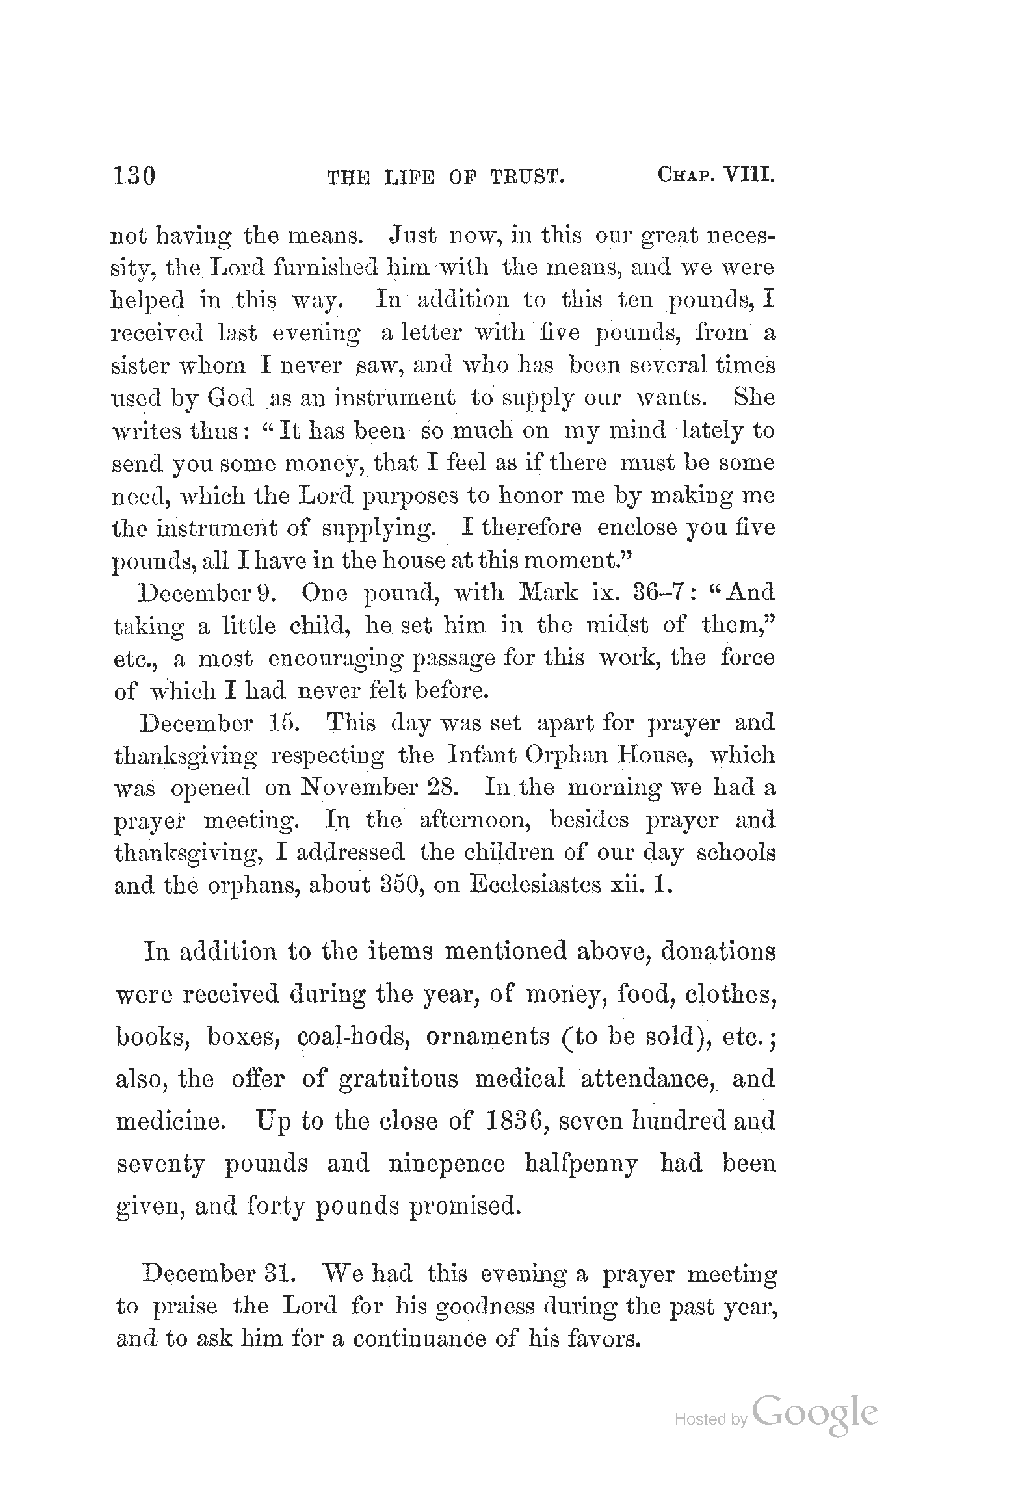 130 THE LIFE OF TRUST. CHAP. VIII.
not having the means. Just now, in this our great neces-
sity, the Lord furnished him with the means, and we were
helped in this way. In addition to this ten pounds, I
received last evening a letter with five pounds, from a
sister whom I never saw, and who has been several times
used by God as an instrument to supply our wants. She
writes thus: “It has been so much on my mind lately to
send you some money, that I feel as if there must be some
need, which the Lord purposes to honor me by making me
the instrument of supplying. I therefore enclose you five
pounds, all I have in the house at this moment.”
December 9. One pound, with Mark ix. 36–7: “And
taking a little child, he set him in the midst of them,”
etc., a most encouraging passage for this work, the force
of which I had never felt before.
December 15. This day was set apart for prayer and
thanksgiving respecting the Infant Orphan House, which
was opened on November 28. In the morning we had a
prayer meeting. In the afternoon, besides prayer and
thanksgiving, I addressed the children of our day schools
and the orphans, about 350, on Ecclesiastes xii. 1.
In addition to the items mentioned above, donations
were received during the year, of money, food, clothes,
books, boxes, coal-hods, ornaments (to be sold), etc.;
also, the offer of gratuitous medical attendance, and
medicine. Up to the close of 1836, seven hundred and
seventy pounds and ninepence halfpenny had been
given, and forty pounds promised.
December 31. We had this evening a prayer meeting
to praise the Lord for his goodness during the past year,
and to ask him for a continuance of his favors.
Hosted by Google